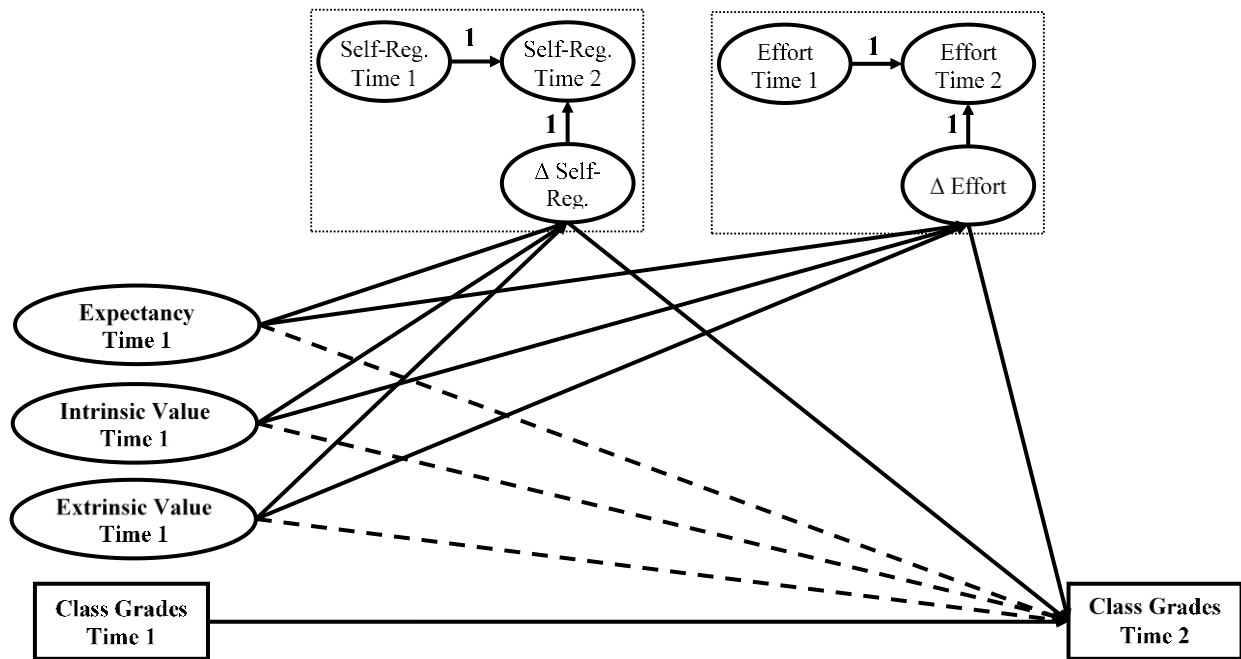 Self-Reg.
Time 1
1
Self-Reg.
Time 2
1
Δ Self-
Reg.
Effort
Time 1
1
Effort
Time 2
1
Δ Effort
Expectancy
Time 1
Intrinsic Value
Time 1
Extrinsic Value
Time 1
Class Grades
Time 1
Class Grades
Time 2